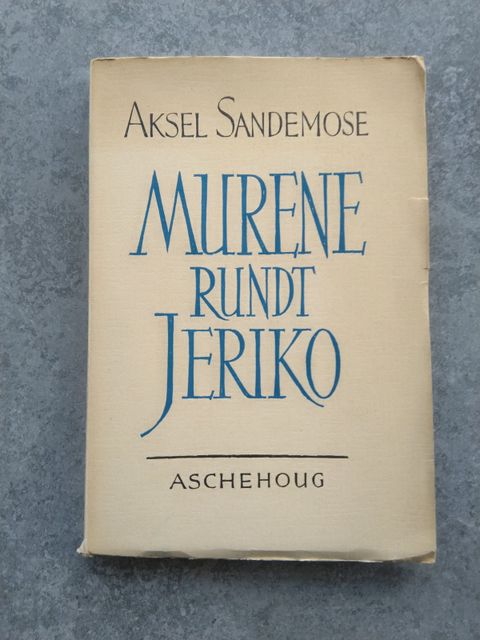 AKSEL SANDEMOSE
MURENE
RUNDT
JERIKO
ASCHEHOUG